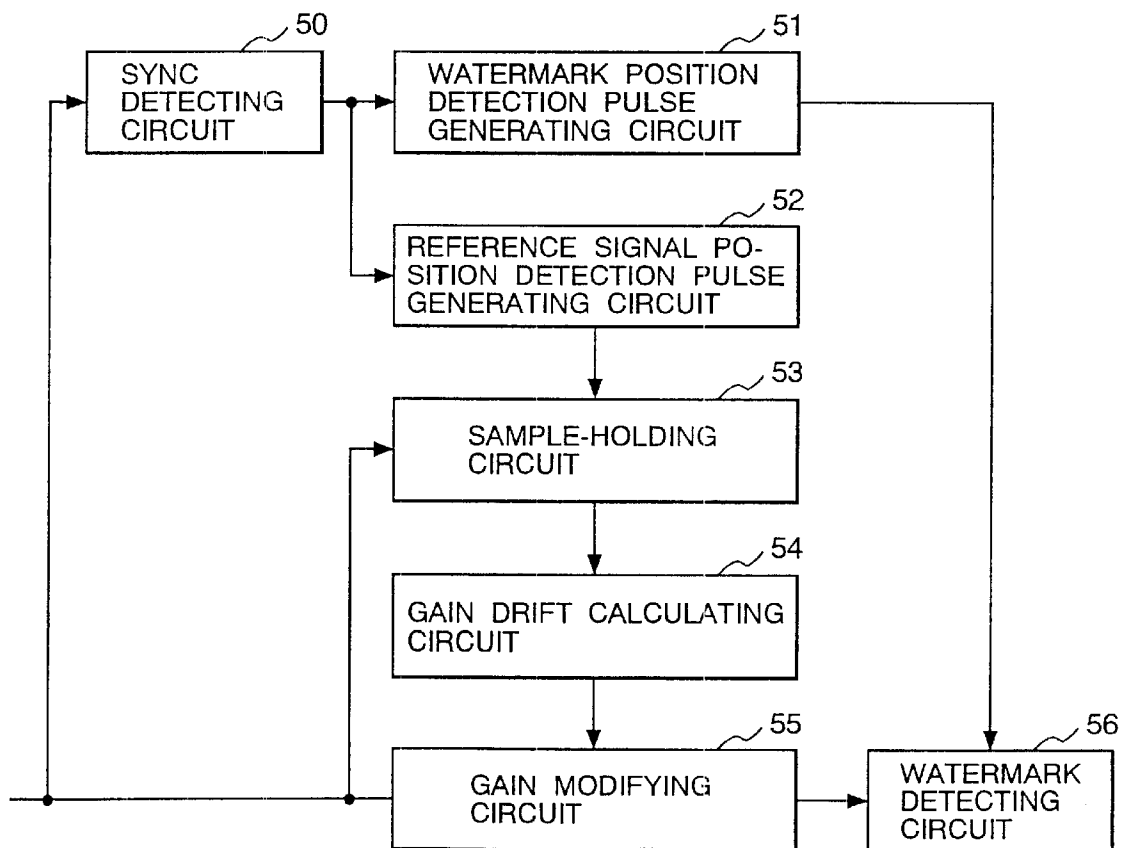 50
SYNC
DETECTING
CIRCUIT
51
WATERMARK POSITION
DETECTION PULSE
GENERATING CIRCUIT
52
REFERENCE SIGNAL PO-
SITION DETECTION PULSE
GENERATING CIRCUIT
53
SAMPLE-HOLDING
CIRCUIT
54
GAIN DRIFT CALCULATING
CIRCUIT
55
GAIN MODIFYING
CIRCUIT
56
WATERMARK
DETECTING
CIRCUIT